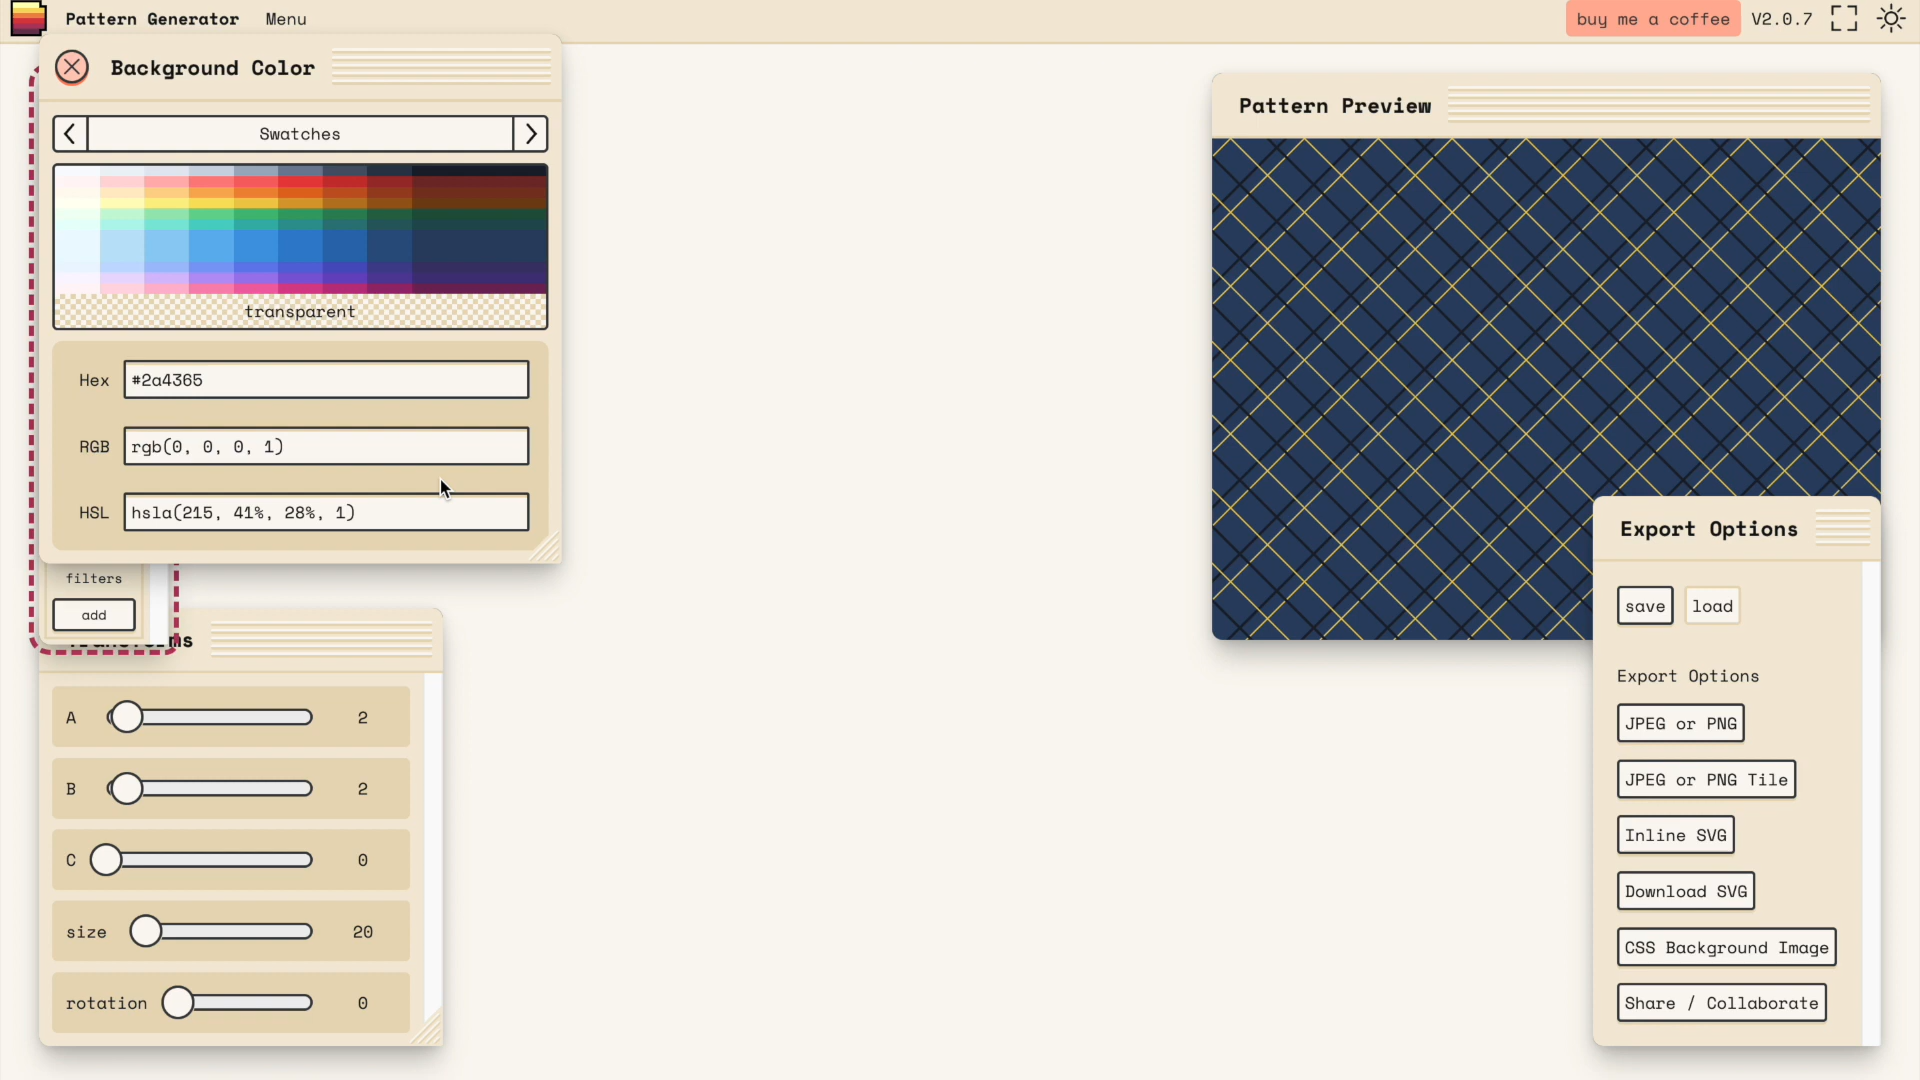 Pattern Generator
Menu
buy me a coffee
V2.0.7
Background Color
Swatches
transparent
Hex
#2a4365
RGB
rgb(0, 0, 0, 1)
HSL
hsla(215, 41%, 28%, 1)
filters
add
A
2
B
2
C
0
size
20
rotation
0
Pattern Preview
Export Options
save
load
Export Options
JPEG or PNG
JPEG or PNG Tile
Inline SVG
Download SVG
CSS Background Image
Share / Collaborate